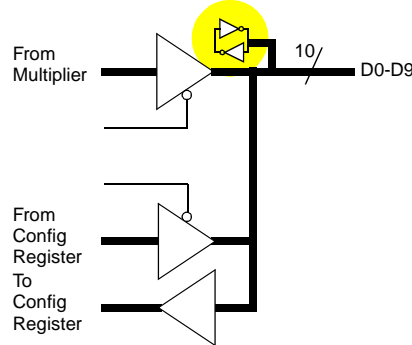 From
Multiplier
10
D0-D9
From
Config
Register
To
Config
Register